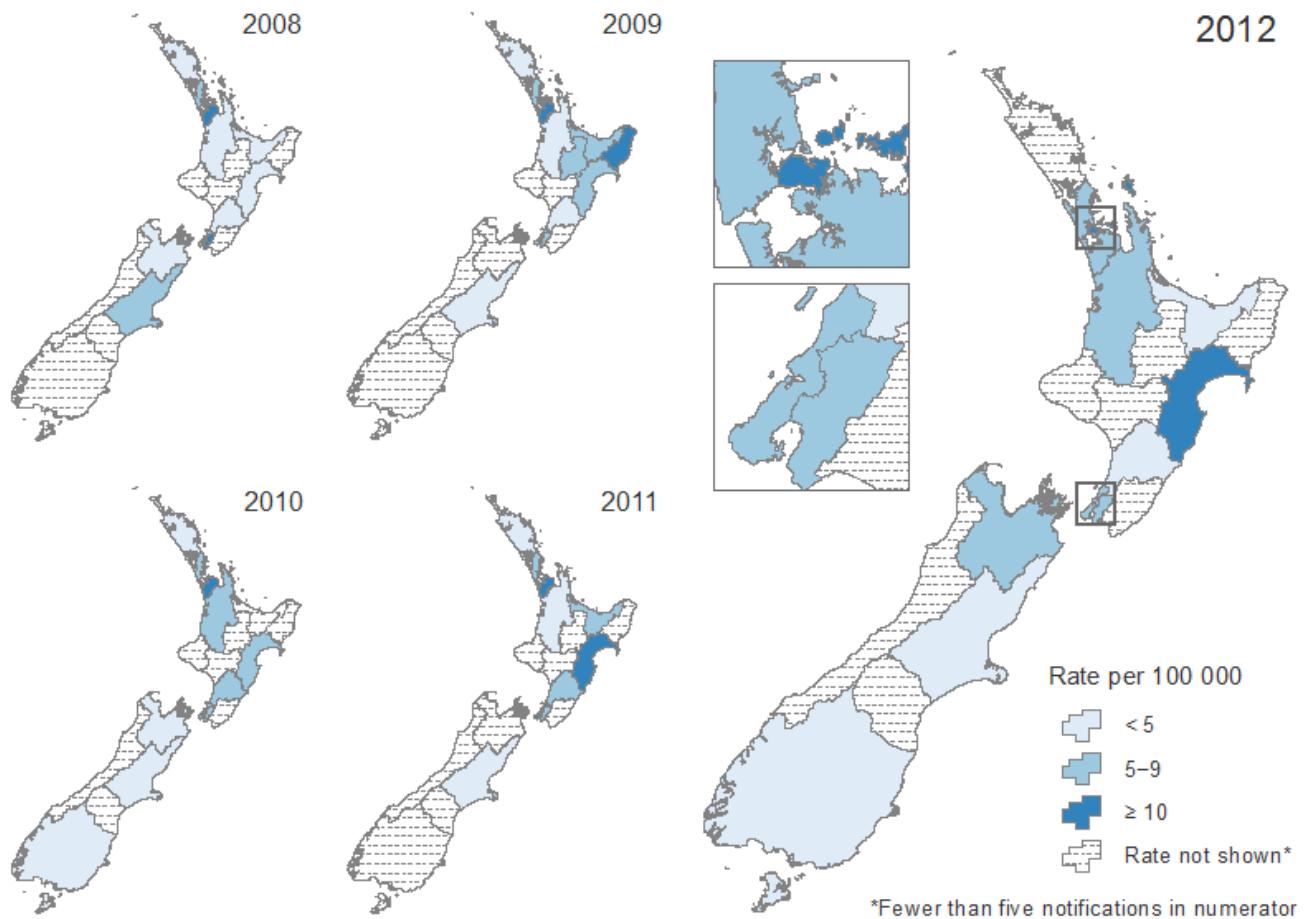 2008
2009
2012
2010
2011
Rate per 100 000
< 5
5–9
≥ 10
Rate not shown*
*Fewer than five notifications in numerator